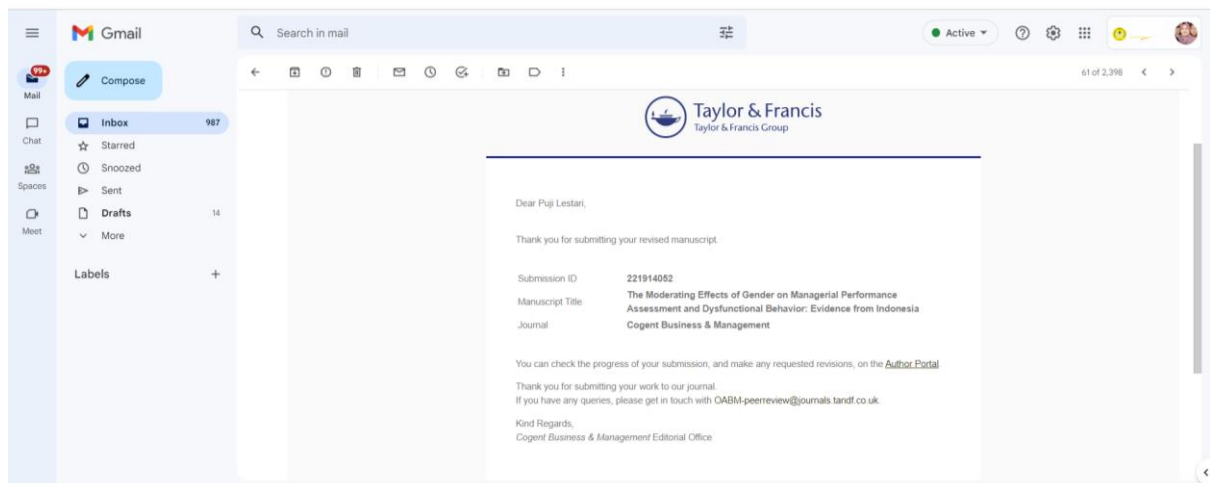 Gmail
Search in mail
Active
99+
Mail
Compose
61 of 2,398
Chat
Inbox 987
Starred
Snoozed
Spaces
Sent
Drafts 14
Meet
More
Labels
Taylor & Francis
Taylor & Francis Group
Dear Puji Lestari,
Thank you for submitting your revised manuscript.
Submission ID 221914052
Manuscript Title The Moderating Effects of Gender on Managerial Performance
Assessment and Dysfunctional Behavior: Evidence from Indonesia
Journal Cogent Business & Management
You can check the progress of your submission, and make any requested revisions, on the Author Portal.
Thank you for submitting your work to our journal.
If you have any queries, please get in touch with OABM-peerreview@journals.tandf.co.uk.
Kind Regards,
Cogent Business & Management Editorial Office